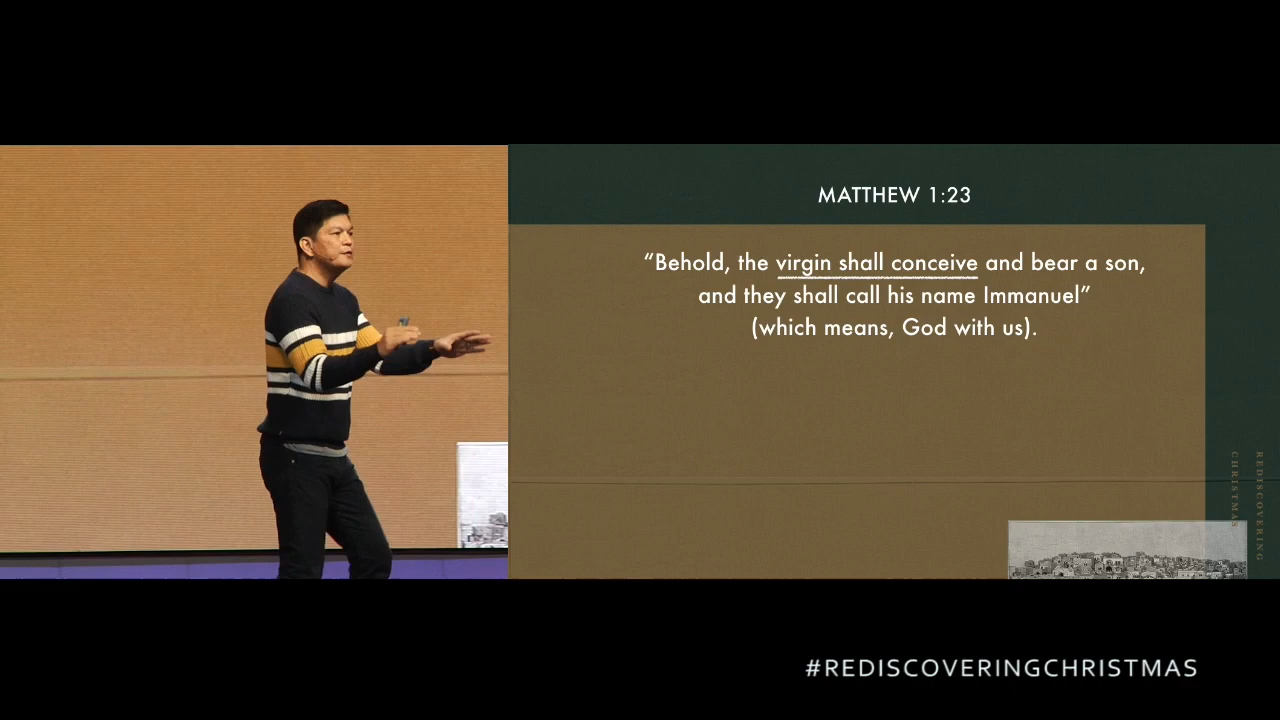 MATTHEW 1:23
“Behold, the virgin shall conceive and bear a son,
and they shall call his name Immanuel”
(which means, God with us).
REDISCOVERING
CHRISTMAS
#REDISCOVERINGCHRISTMAS